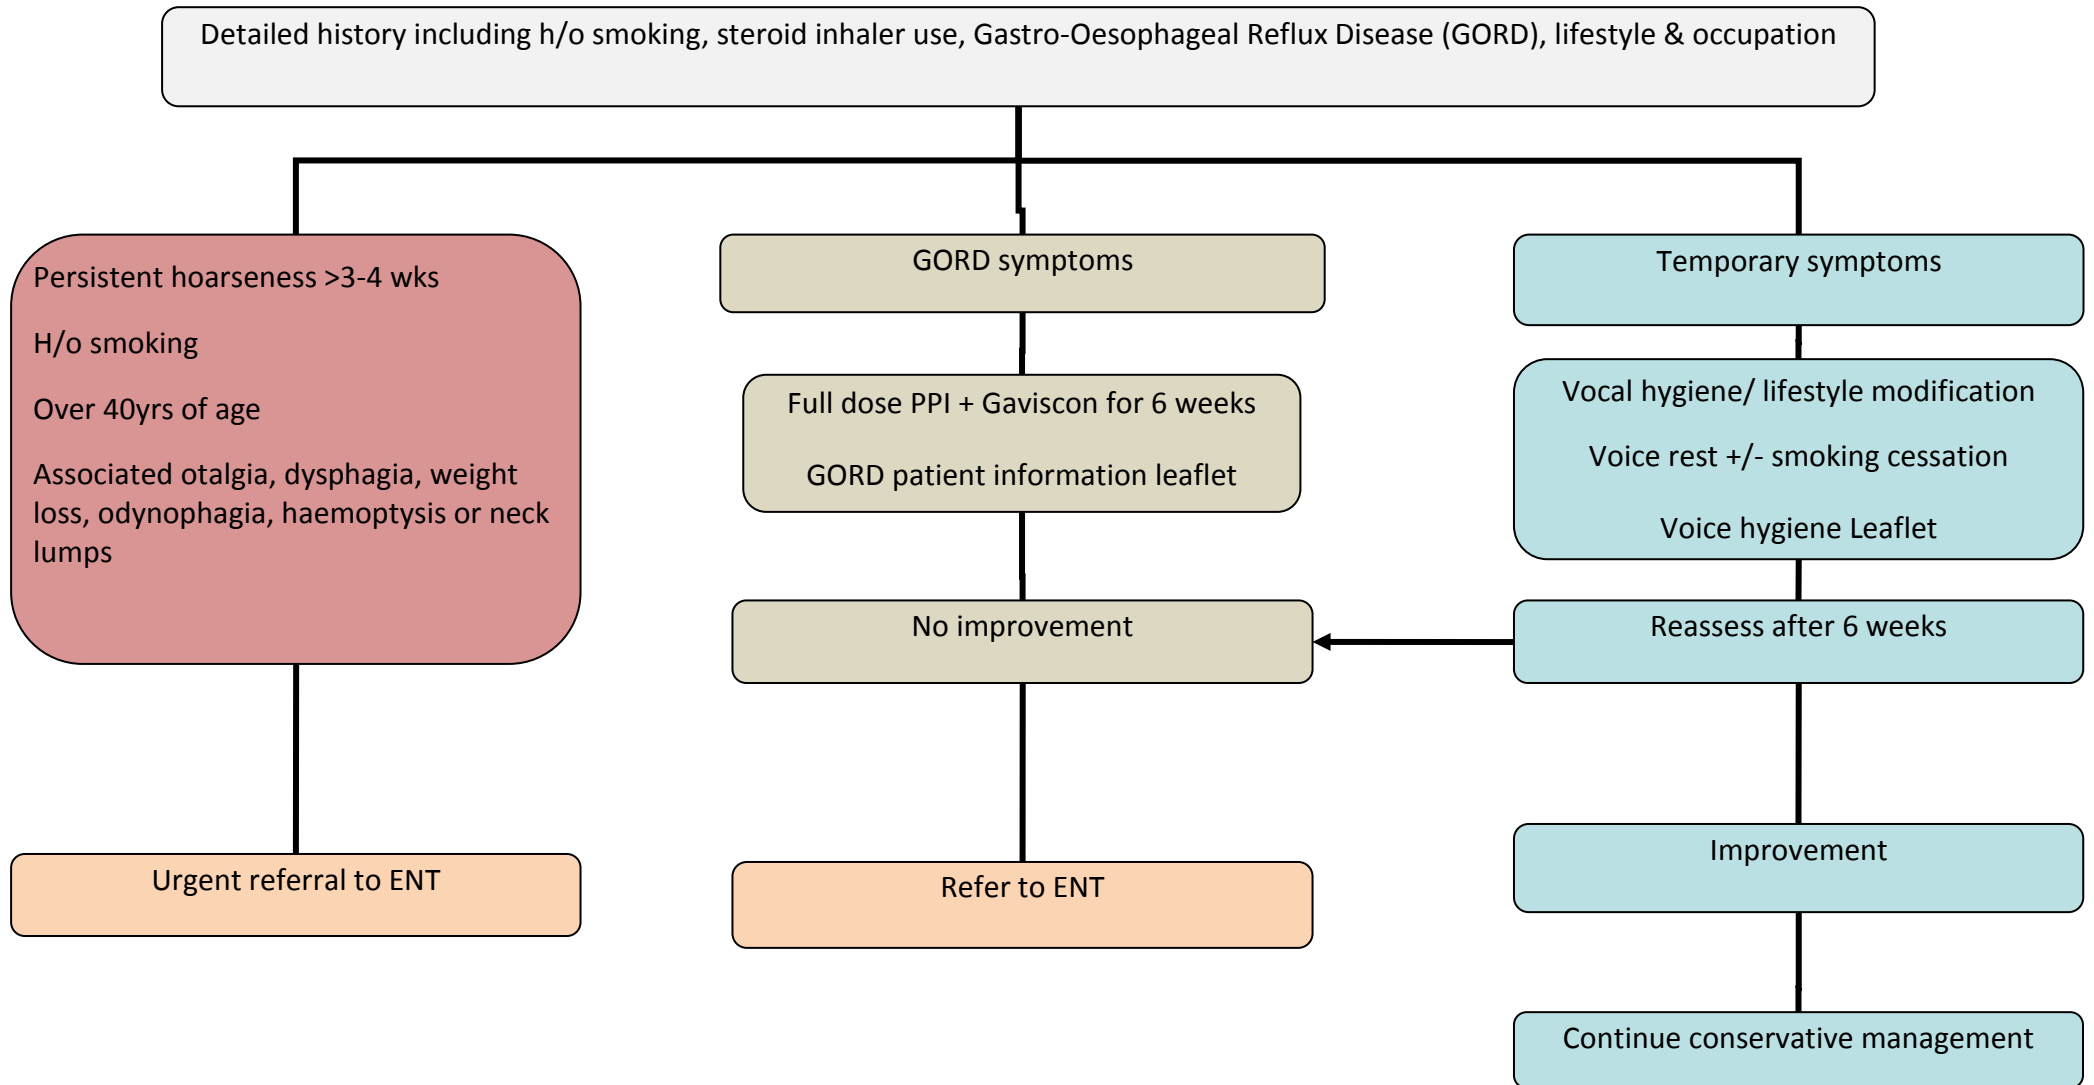 Detailed history including h/o smoking, steroid inhaler use, Gastro-Oesophageal Reflux Disease (GORD), lifestyle & occupation
Persistent hoarseness >3-4 wks
H/o smoking
Over 40yrs of age
Associated otalgia, dysphagia, weight
loss, odynophagia, haemoptysis or neck
lumps
Urgent referral to ENT
GORD symptoms
Full dose PPI + Gaviscon for 6 weeks
GORD patient information leaflet
No improvement
Refer to ENT
Temporary symptoms
Vocal hygiene/ lifestyle modification
Voice rest +/- smoking cessation
Voice hygiene Leaflet
Reassess after 6 weeks
Improvement
Continue conservative management